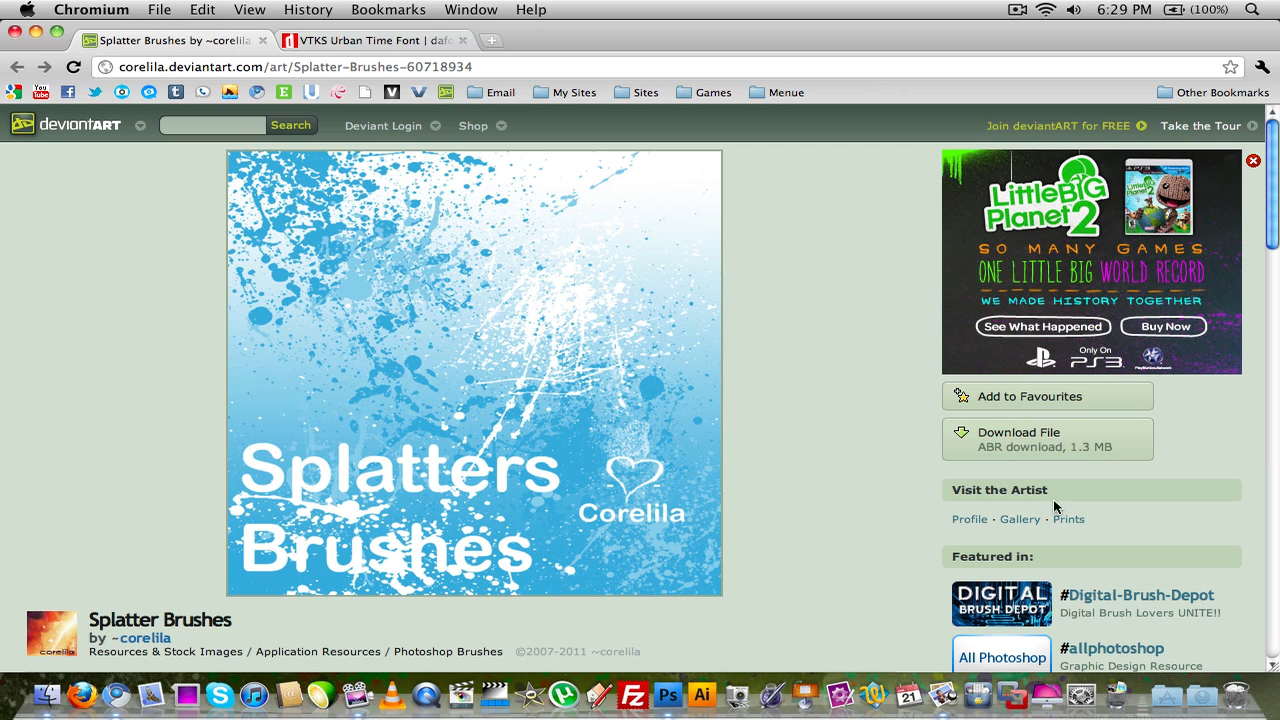 Chromium File Edit View History Bookmarks Window Help 6:29 PM (100%)
Splatter Brushes by ~corelila VTKS Urban Time Font | dafo
corelila.deviantart.com/art/Splatter-Brushes-60718934
Email My Sites Sites Games Menue Other Bookmarks
deviantART Search Deviant Login Shop Join deviantART for FREE Take the Tour
Splatters
Brushes
Corelila
LittleBIG
Planet 2
SO MANY GAMES
ONE LITTLE BIG WORLD RECORD
WE MADE HISTORY TOGETHER
See What Happened Buy Now
Only On
PS3
Add to Favourites
Download File
ABR download, 1.3 MB
Visit the Artist
Profile · Gallery · Prints
Featured in:
DIGITAL
BRUSH DEPOT
#Digital-Brush-Depot
Digital Brush Lovers UNITE!!
All Photoshop
#allphotoshop
Graphic Design Resource
corelila
Splatter Brushes
by ~corelila
Resources & Stock Images / Application Resources / Photoshop Brushes ©2007-2011 ~corelila
Fz Ps Ai 21